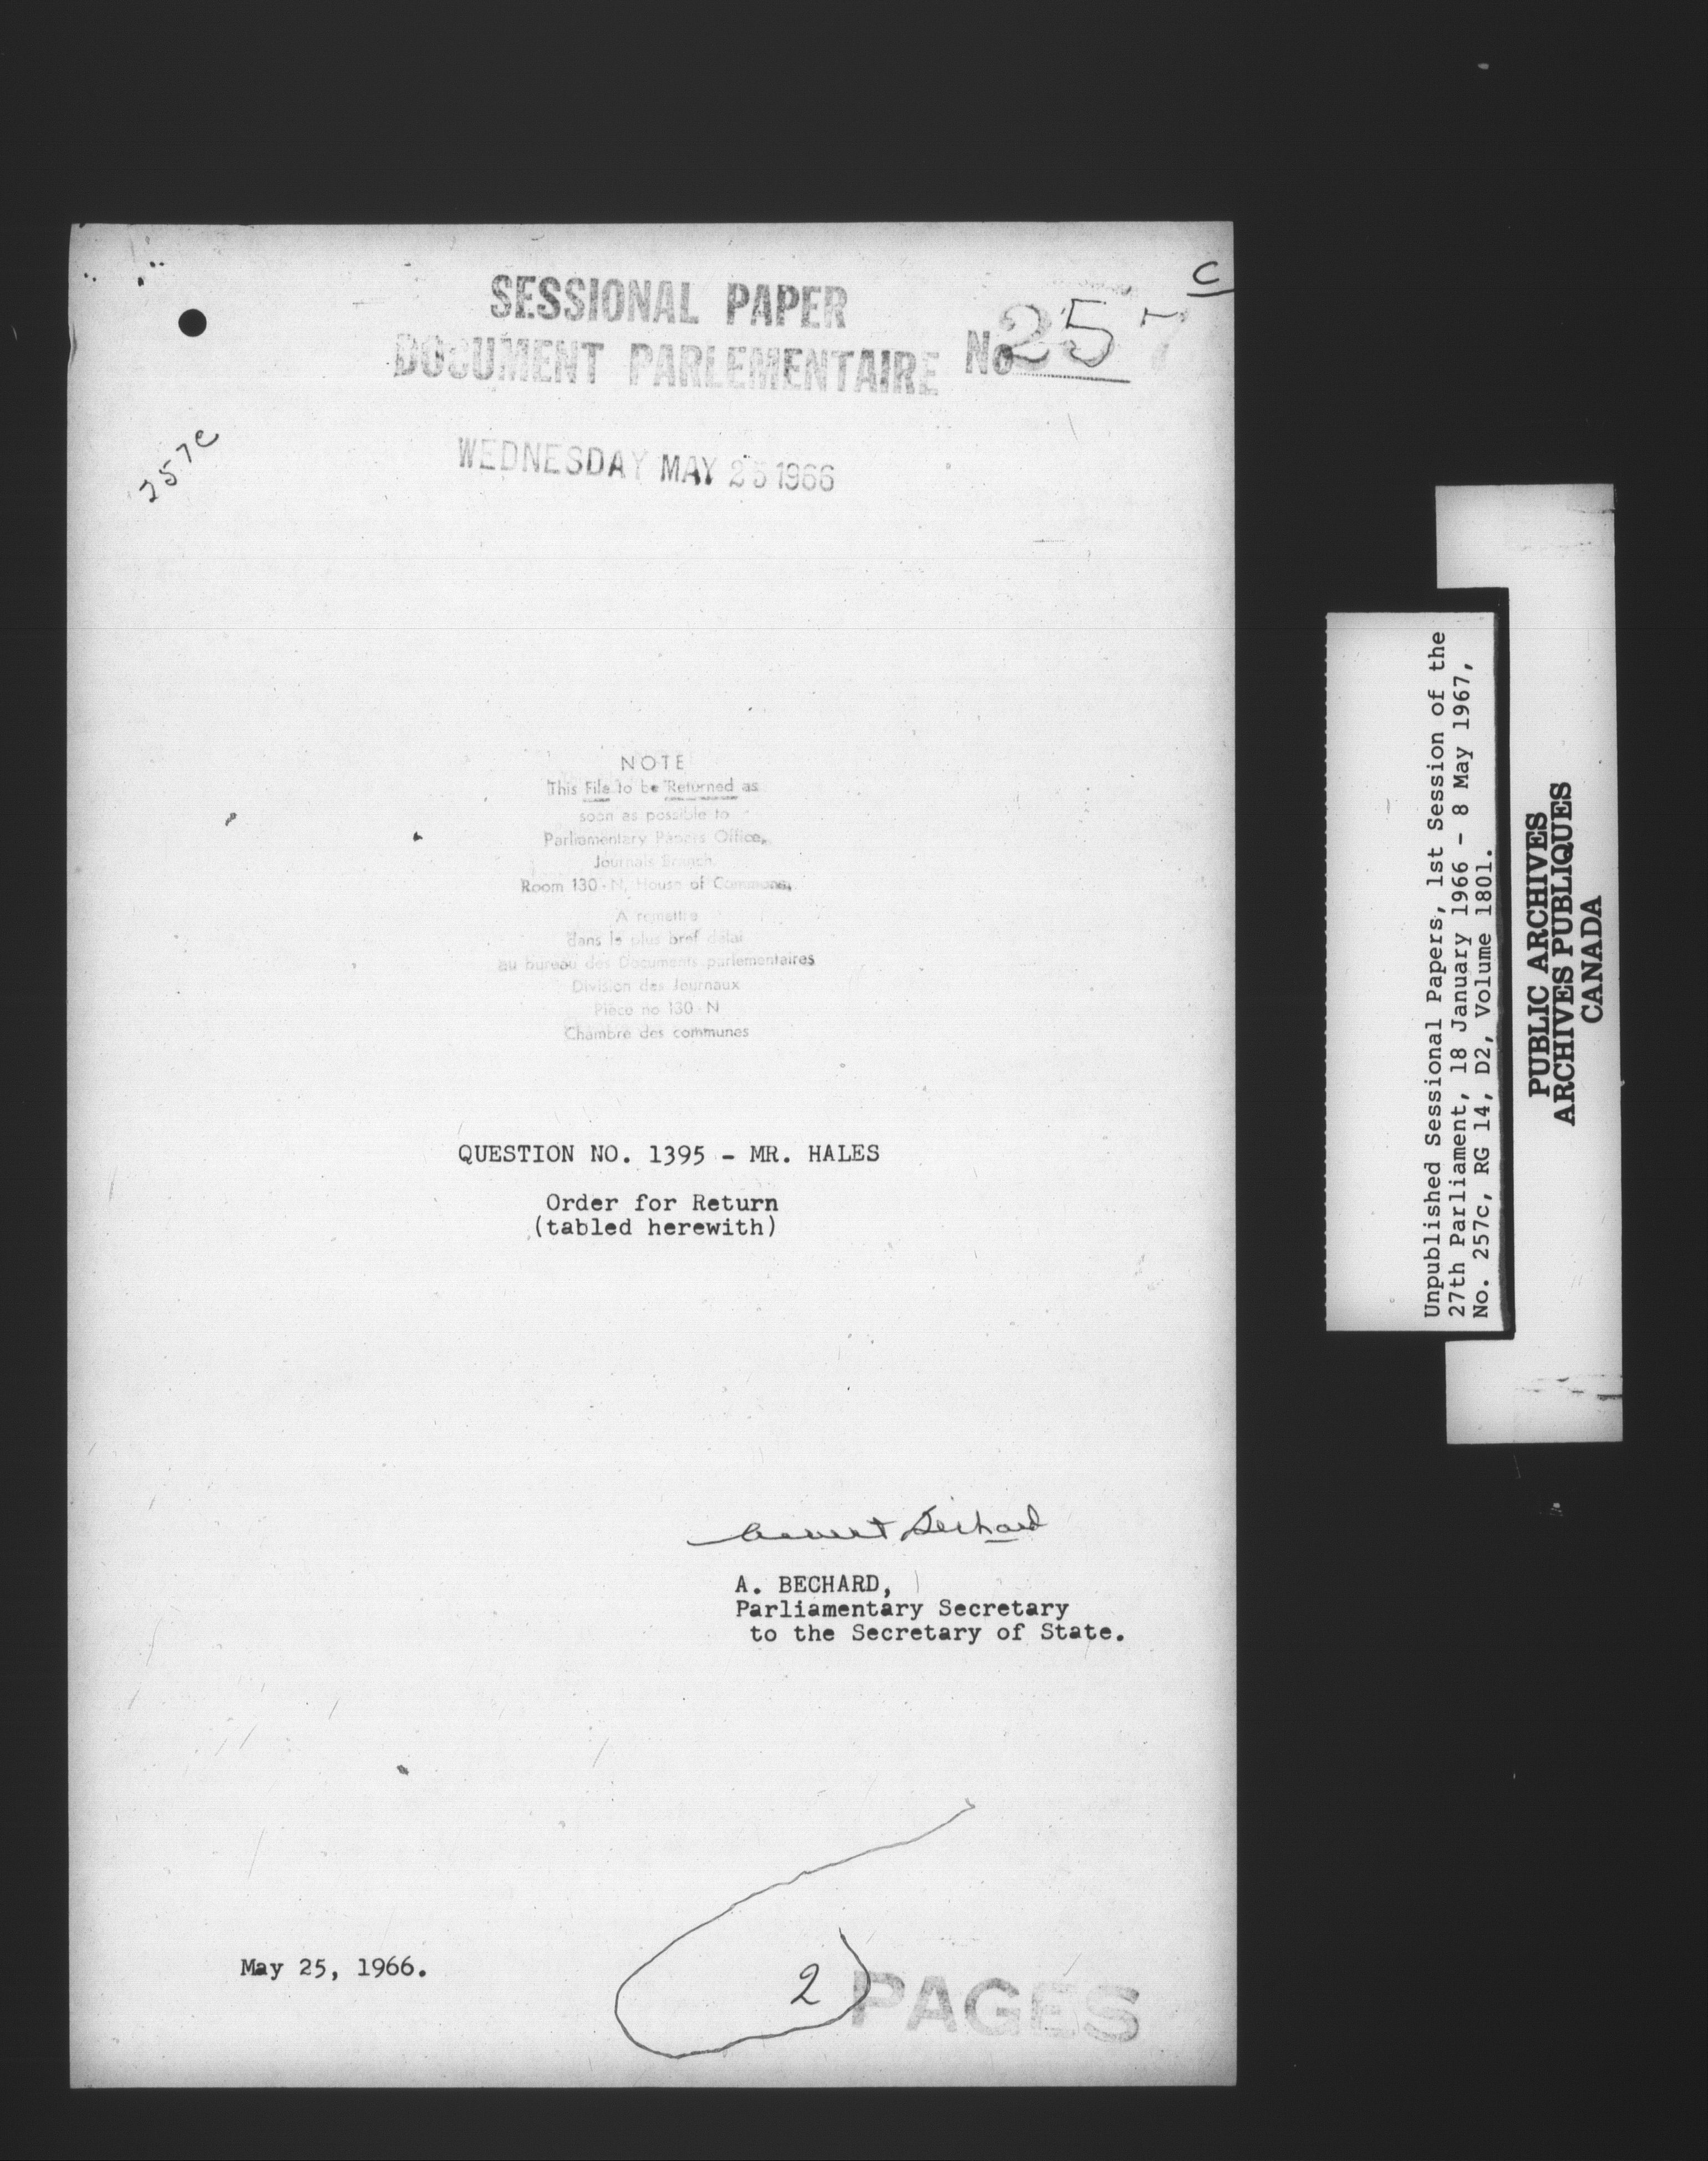 C
SESSIONAL PAPER
DOCUMENT PARLEMENTAIRE No 257
257c
WEDNESDAY MAY 25 1966
NOTE
This File to be Returned as
soon as possible to
Parliamentary Papers Office,
Journals Branch,
Room 130-N, House of Commons,
A remettre
dans le plus bref délai
au bureau des Documents parlementaires
Division des Journaux
Pièce no 130-N
Chambre des communes
QUESTION NO. 1395 - MR. HALES
Order for Return
(tabled herewith)
A. BECHARD,
Parliamentary Secretary
to the Secretary of State.
May 25, 1966.
2 PAGES
Unpublished Sessional Papers, 1st Session of the
27th Parliament, 18 January 1966 - 8 May 1967,
No. 257c, RG 14, D2, Volume 1801.
PUBLIC ARCHIVES
ARCHIVES PUBLIQUES
CANADA